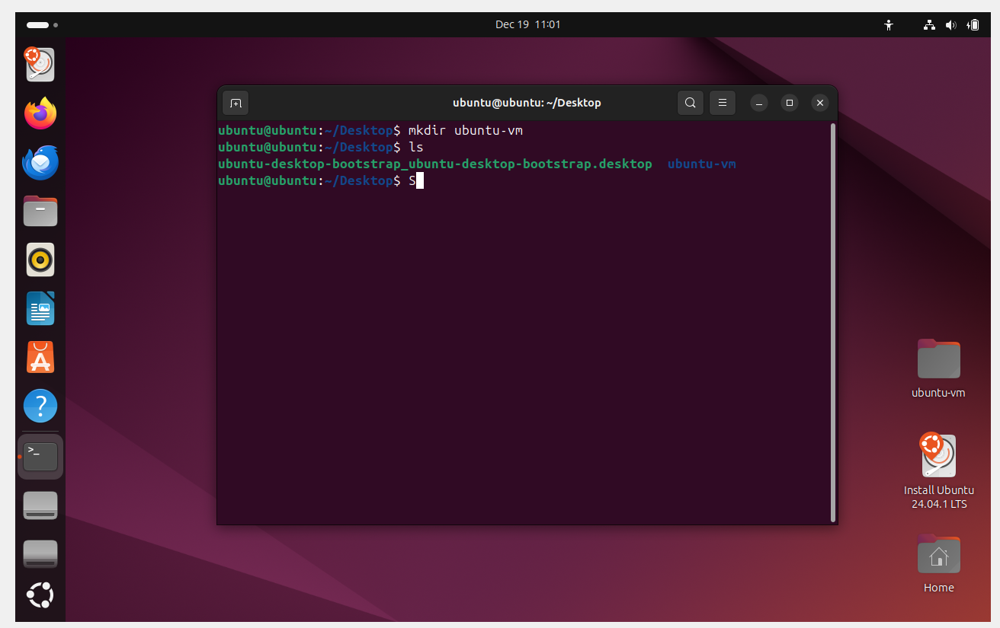 Dec 19 11:01
ubuntu@ubuntu: ~/Desktop
ubuntu@ubuntu:~/Desktop$ mkdir ubuntu-vm
ubuntu@ubuntu:~/Desktop$ ls
ubuntu-desktop-bootstrap_ubuntu-desktop-bootstrap.desktop ubuntu-vm
ubuntu@ubuntu:~/Desktop$ S
>_
ubuntu-vm
Install Ubuntu
24.04.1 LTS
Home